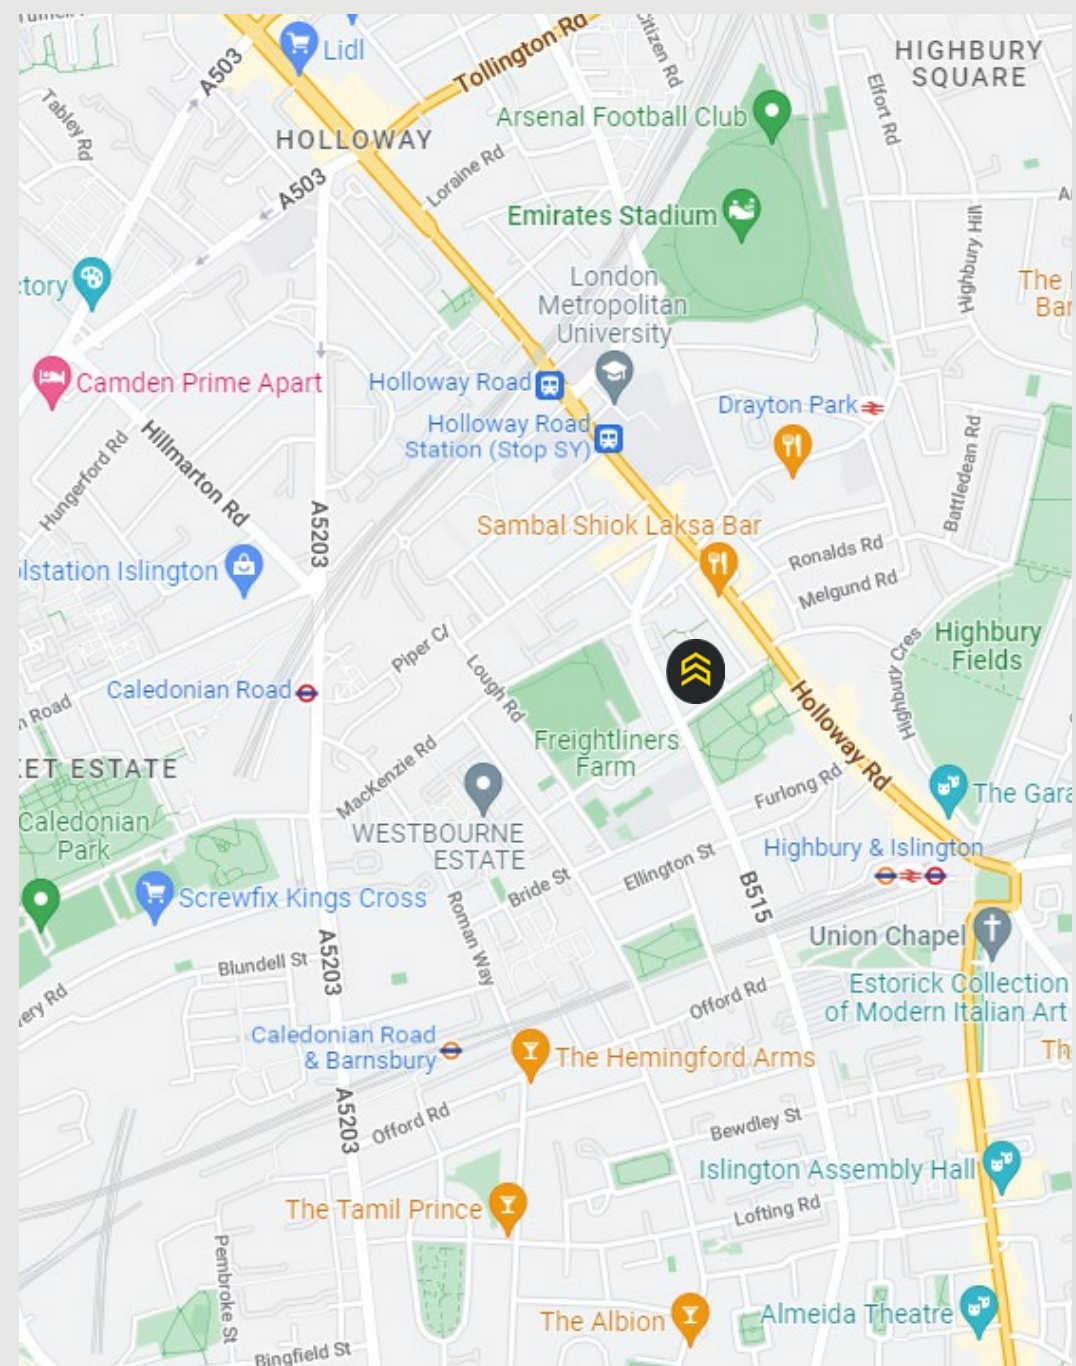 Lidl
A503
Tollington Rd
HIGHBURY
SQUARE
Tabley Rd
Elfort Rd
Arsenal Football Club
HOLLOWAY
Loraine Rd
A503
Emirates Stadium
Highbury Hill
London
Metropolitan
University
The
Camden Prime Apart
Holloway Road
Drayton Park
Holloway Road
Station (Stop SY)
Hillmarton Rd
Hungerford Rd
Battledean Rd
A5203
Sambal Shiok Laksa Bar
Ronalds Rd
Islington
Melgund Rd
Piper Cl
Highbury
Fields
Highbury Cres
Lough Rd
Caledonian Road
Road
Holloway Rd
Freightliners
Farm
MacKenzie Rd
ESTATE
Furlong Rd
The
Caledonian
Park
WESTBOURNE
ESTATE
Highbury & Islington
Ellington St
Bride St
B515
Screwfix Kings Cross
Roman Way
Union Chapel
A5203
Blundell St
Estorick Collection
of Modern Italian Art
Offord Rd
Rd
Caledonian Road
& Barnsbury
The Hemingford Arms
A5203
Offord Rd
Bewdley St
Islington Assembly Hall
The Tamil Prince
Lofting Rd
Pembroke St
The Albion
Almeida Theatre
Bingfield St